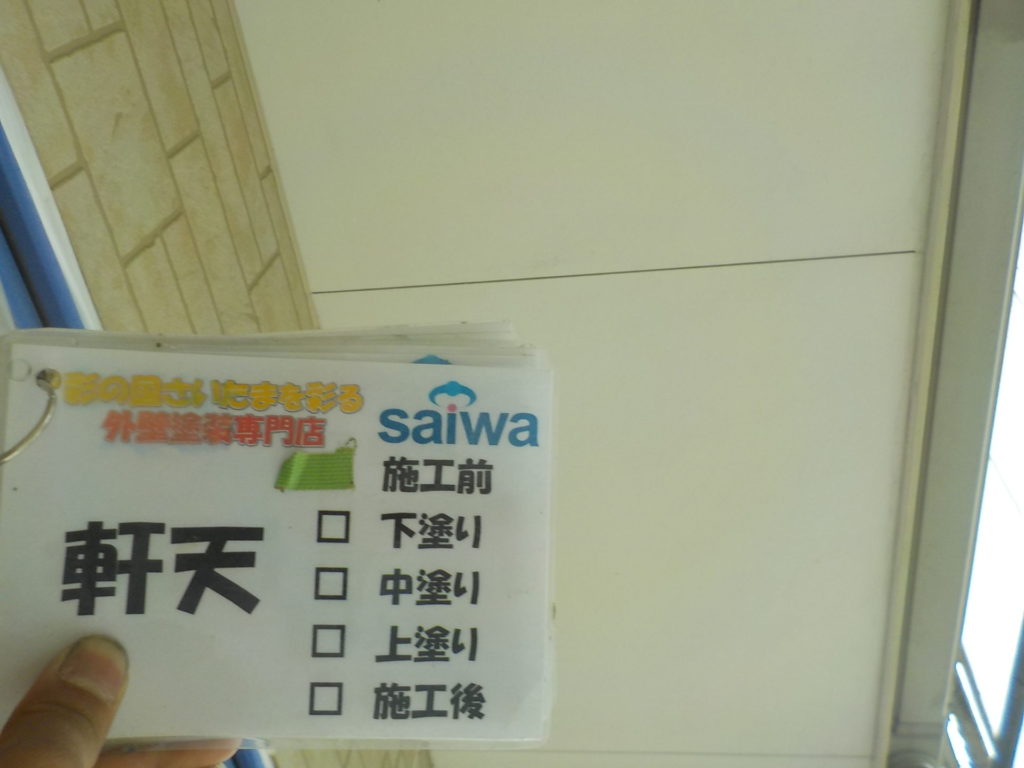 彩の国さいたまを彩る
外壁塗装専門店
saiwa
軒天
施工前
□ 下塗り
□ 中塗り
□ 上塗り
□ 施工後